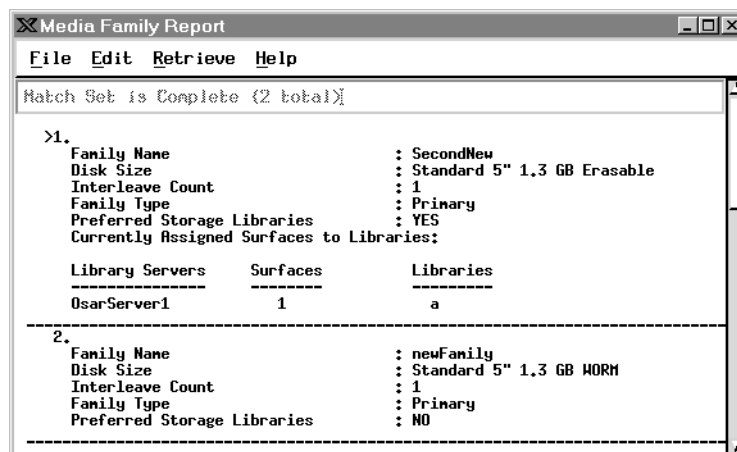 Media Family Report
File Edit Retrieve Help
Match Set is Complete (2 total)
>1.
Family Name : SecondNew
Disk Size : Standard 5" 1.3 GB Erasable
Interleave Count : 1
Family Type : Primary
Preferred Storage Libraries : YES
Currently Assigned Surfaces to Libraries:
Library Servers Surfaces Libraries
--------------- -------- ---------
OsarServer1 1 a
2.
Family Name : newFamily
Disk Size : Standard 5" 1.3 GB WORM
Interleave Count : 1
Family Type : Primary
Preferred Storage Libraries : NO